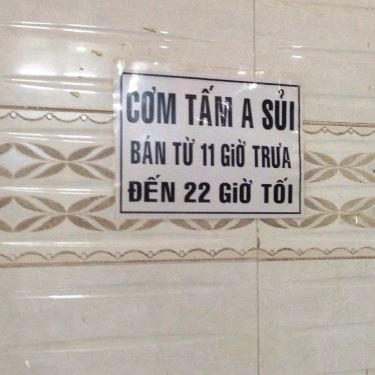 CƠM TẤM A SỦI
BÁN TỪ 11 GIỜ TRƯA
ĐẾN 22 GIỜ TỐI